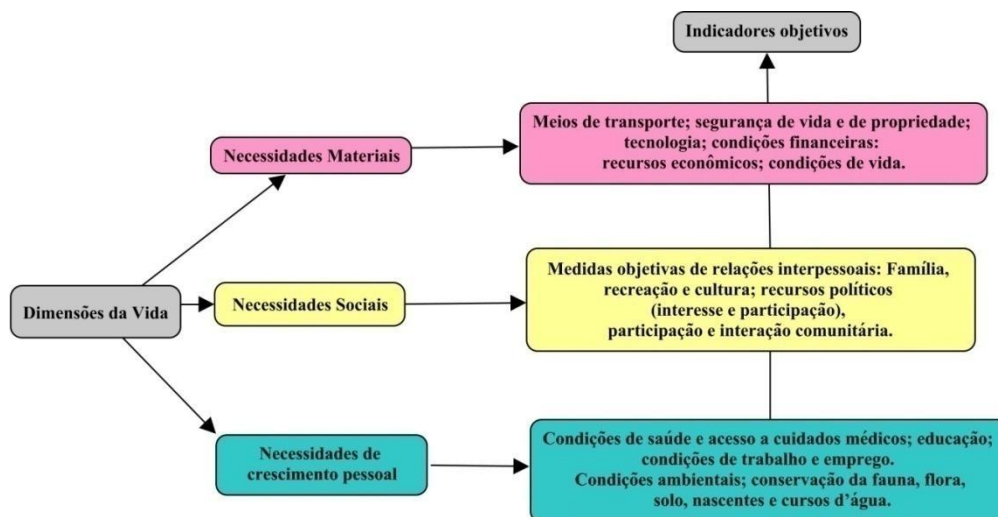 Indicadores objetivos
Necessidades Materiais
Meios de transporte; segurança de vida e de propriedade;
tecnologia; condições financeiras:
recursos econômicos; condições de vida.
Dimensões da Vida
Necessidades Sociais
Medidas objetivas de relações interpessoais: Família,
recreação e cultura; recursos políticos
(interesse e participação),
participação e interação comunitária.
Necessidades de
crescimento pessoal
Condições de saúde e acesso a cuidados médicos; educação;
condições de trabalho e emprego.
Condições ambientais; conservação da fauna, flora,
solo, nascentes e cursos d’água.